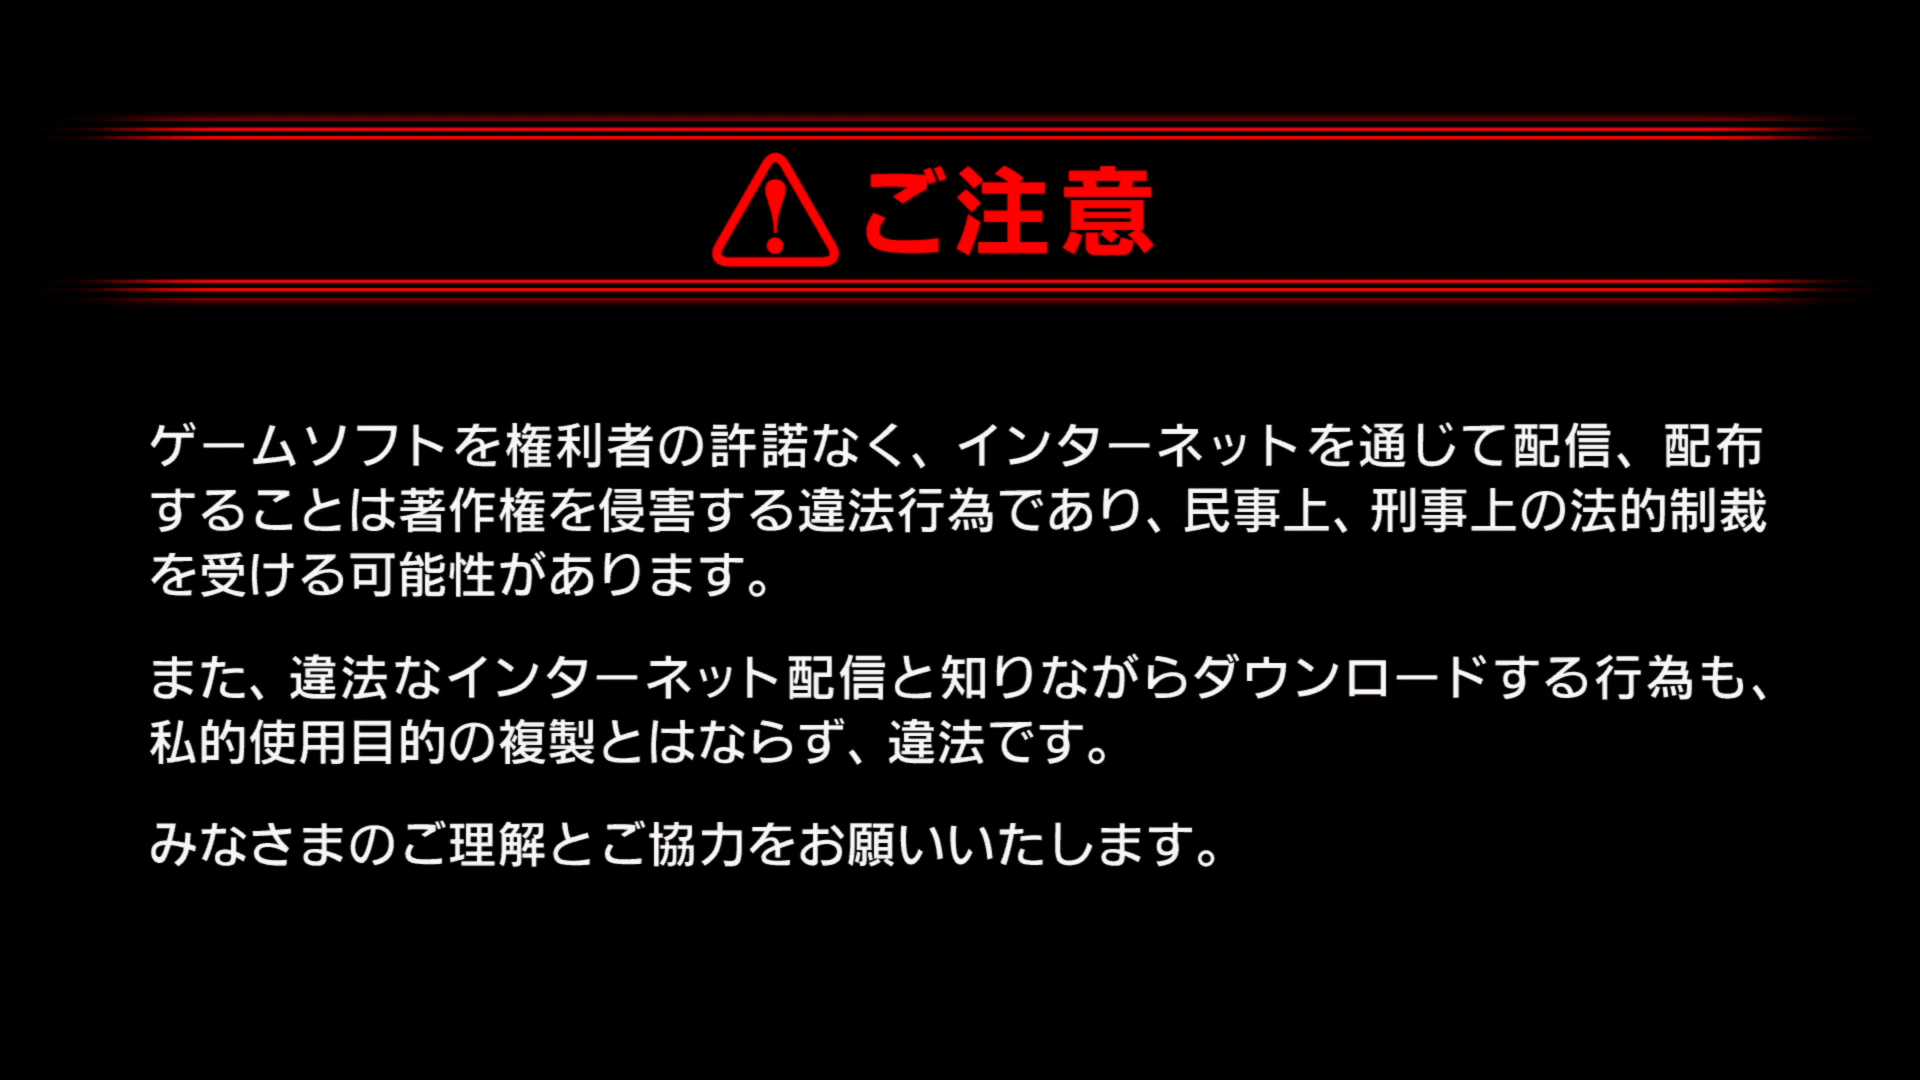 ご注意
ゲームソフトを権利者の許諾なく、インターネットを通じて配信、配布
することは著作権を侵害する違法行為であり、民事上、刑事上の法的制裁
を受ける可能性があります。
また、違法なインターネット配信と知りながらダウンロードする行為も、
私的使用目的の複製とはならず、違法です。
みなさまのご理解とご協力をお願いいたします。